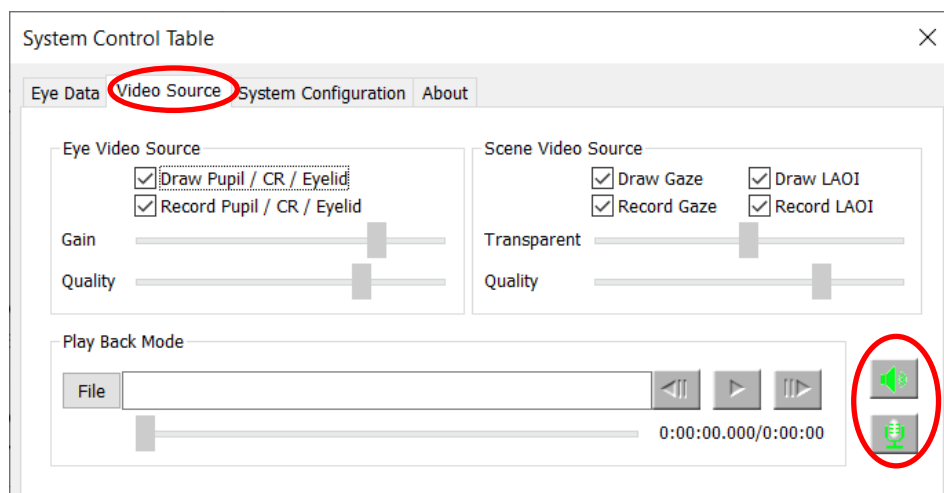 System Control Table
Eye Data Video Source System Configuration About
Eye Video Source
Draw Pupil / CR / Eyelid
Record Pupil / CR / Eyelid
Gain
Quality
Scene Video Source
Draw Gaze Draw LAOI
Record Gaze Record LAOI
Transparent
Quality
Play Back Mode
File
0:00:00.000/0:00:00